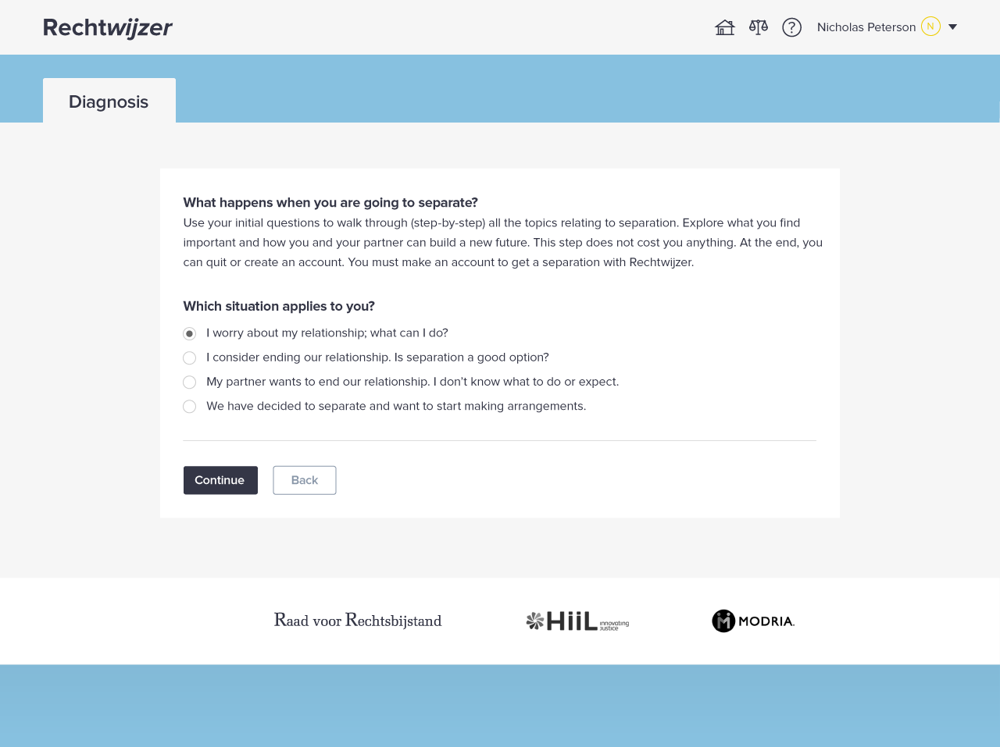 Rechtwijzer
?
Nicholas Peterson
N
Diagnosis
What happens when you are going to separate?
Use your initial questions to walk through (step-by-step) all the topics relating to separation. Explore what you find
important and how you and your partner can build a new future. This step does not cost you anything. At the end, you
can quit or create an account. You must make an account to get a separation with Rechtwijzer.
Which situation applies to you?
I worry about my relationship; what can I do?
I consider ending our relationship. Is separation a good option?
My partner wants to end our relationship. I don’t know what to do or expect.
We have decided to separate and want to start making arrangements.
Continue
Back
Raad voor Rechtsbijstand
HiiL innovating
justice
MODRIA.